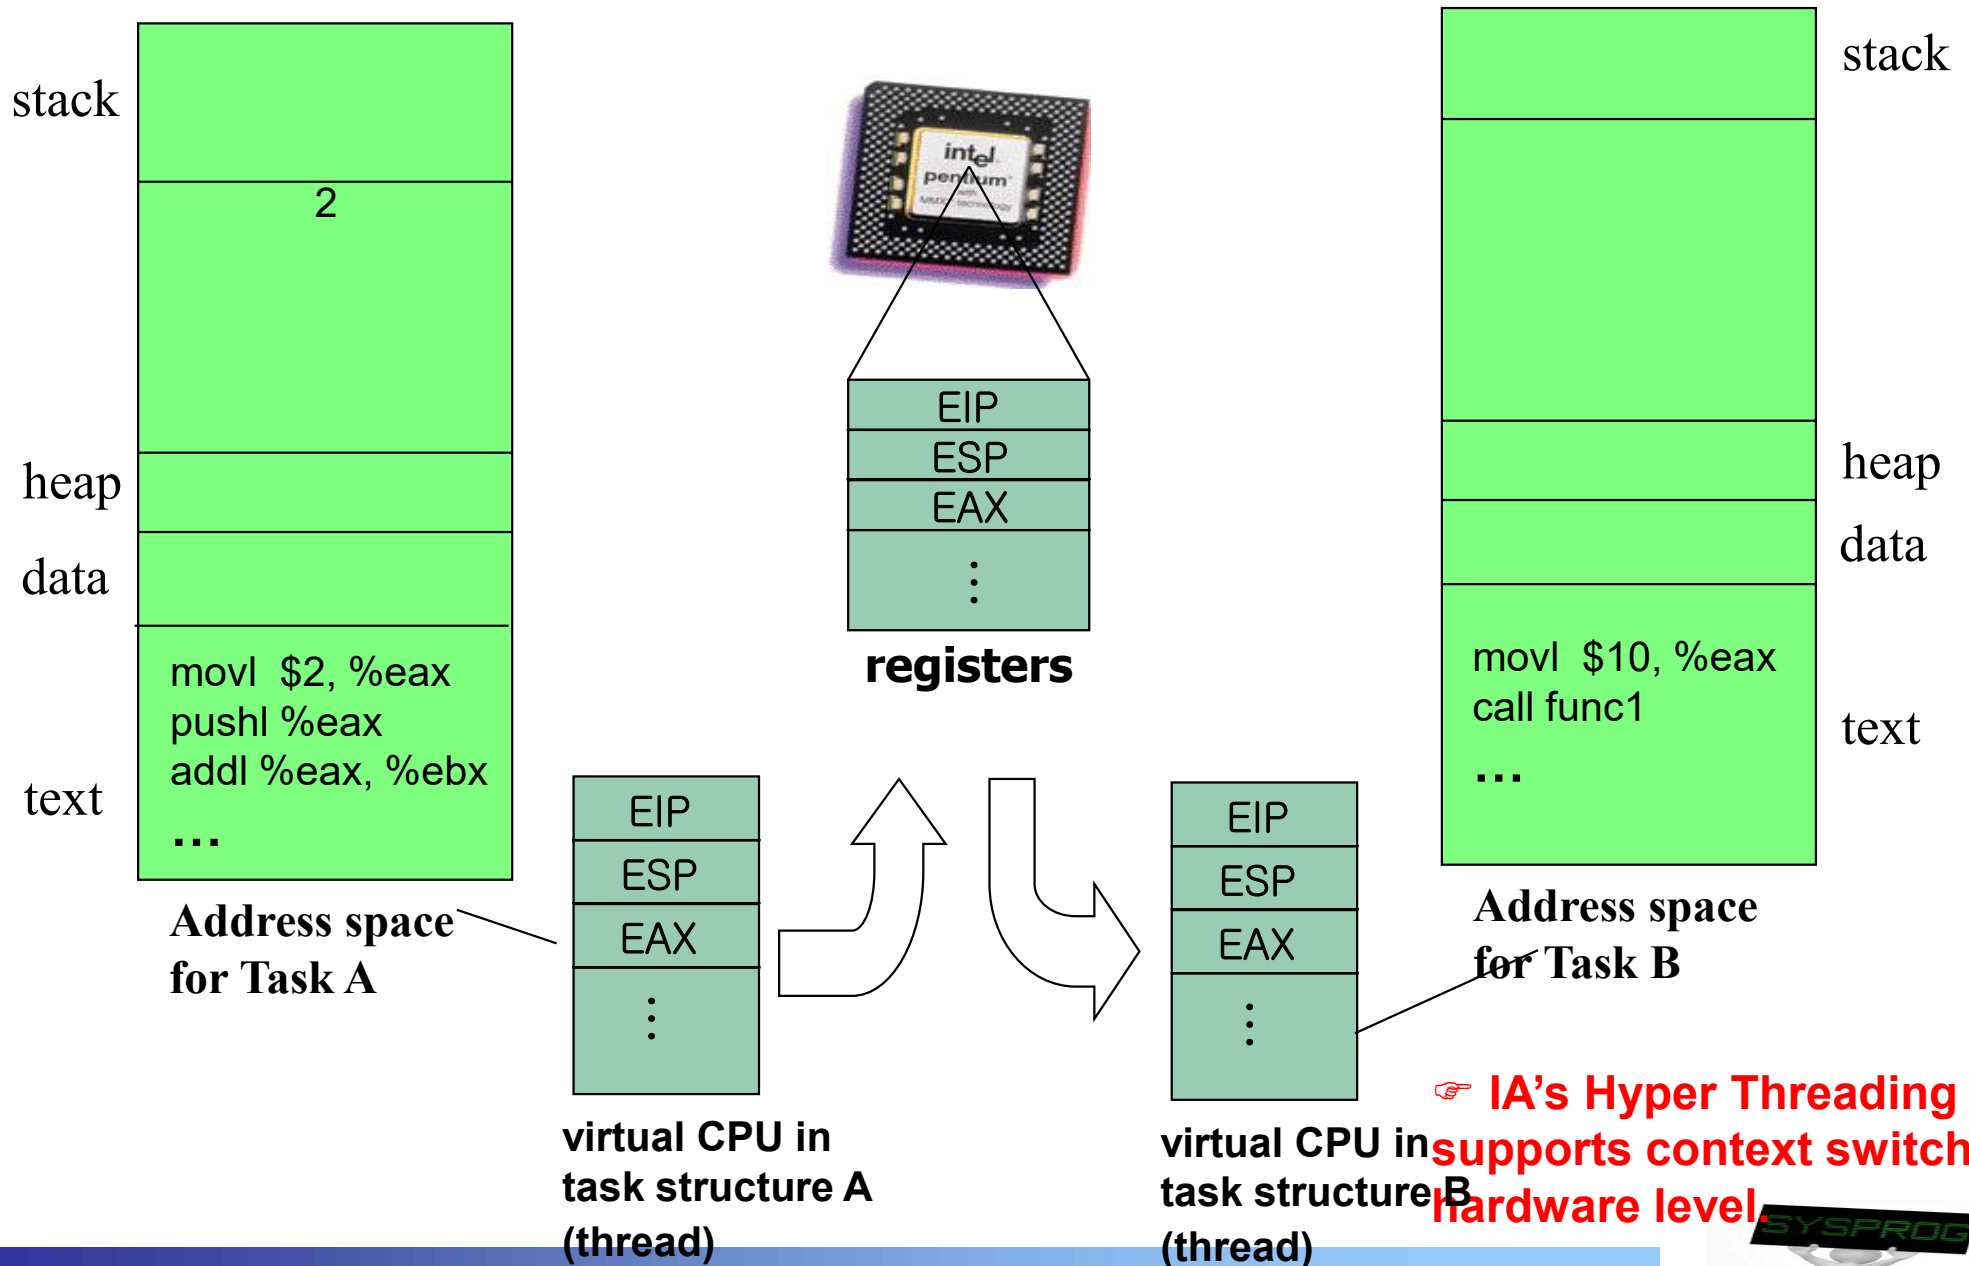 stack
2
heap
data
movl $2, %eax
pushl %eax
addl %eax, %ebx
...
text
Address space
for Task A
intel
pentium
with
MMX technology
EIP
ESP
EAX
⋮
registers
EIP
ESP
EAX
⋮
virtual CPU in
task structure A
(thread)
EIP
ESP
EAX
⋮
virtual CPU in
task structure B
(thread)
stack
heap
data
movl $10, %eax
call func1
...
text
Address space
for Task B
☞ IA’s Hyper Threading
supports context switch
hardware level.
SYSPROG